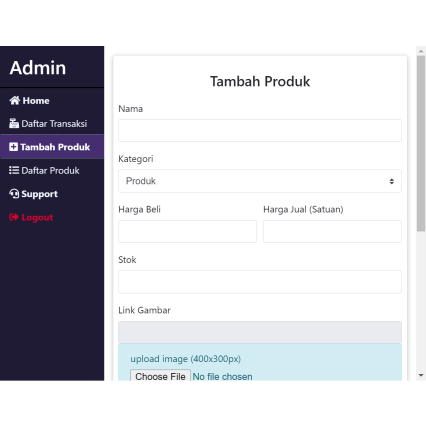 Admin
Home
Daftar Transaksi
Tambah Produk
Daftar Produk
Support
Logout
Tambah Produk
Nama
Kategori
Produk
Harga Beli
Harga Jual (Satuan)
Stok
Link Gambar
upload image (400x300px)
Choose File No file chosen